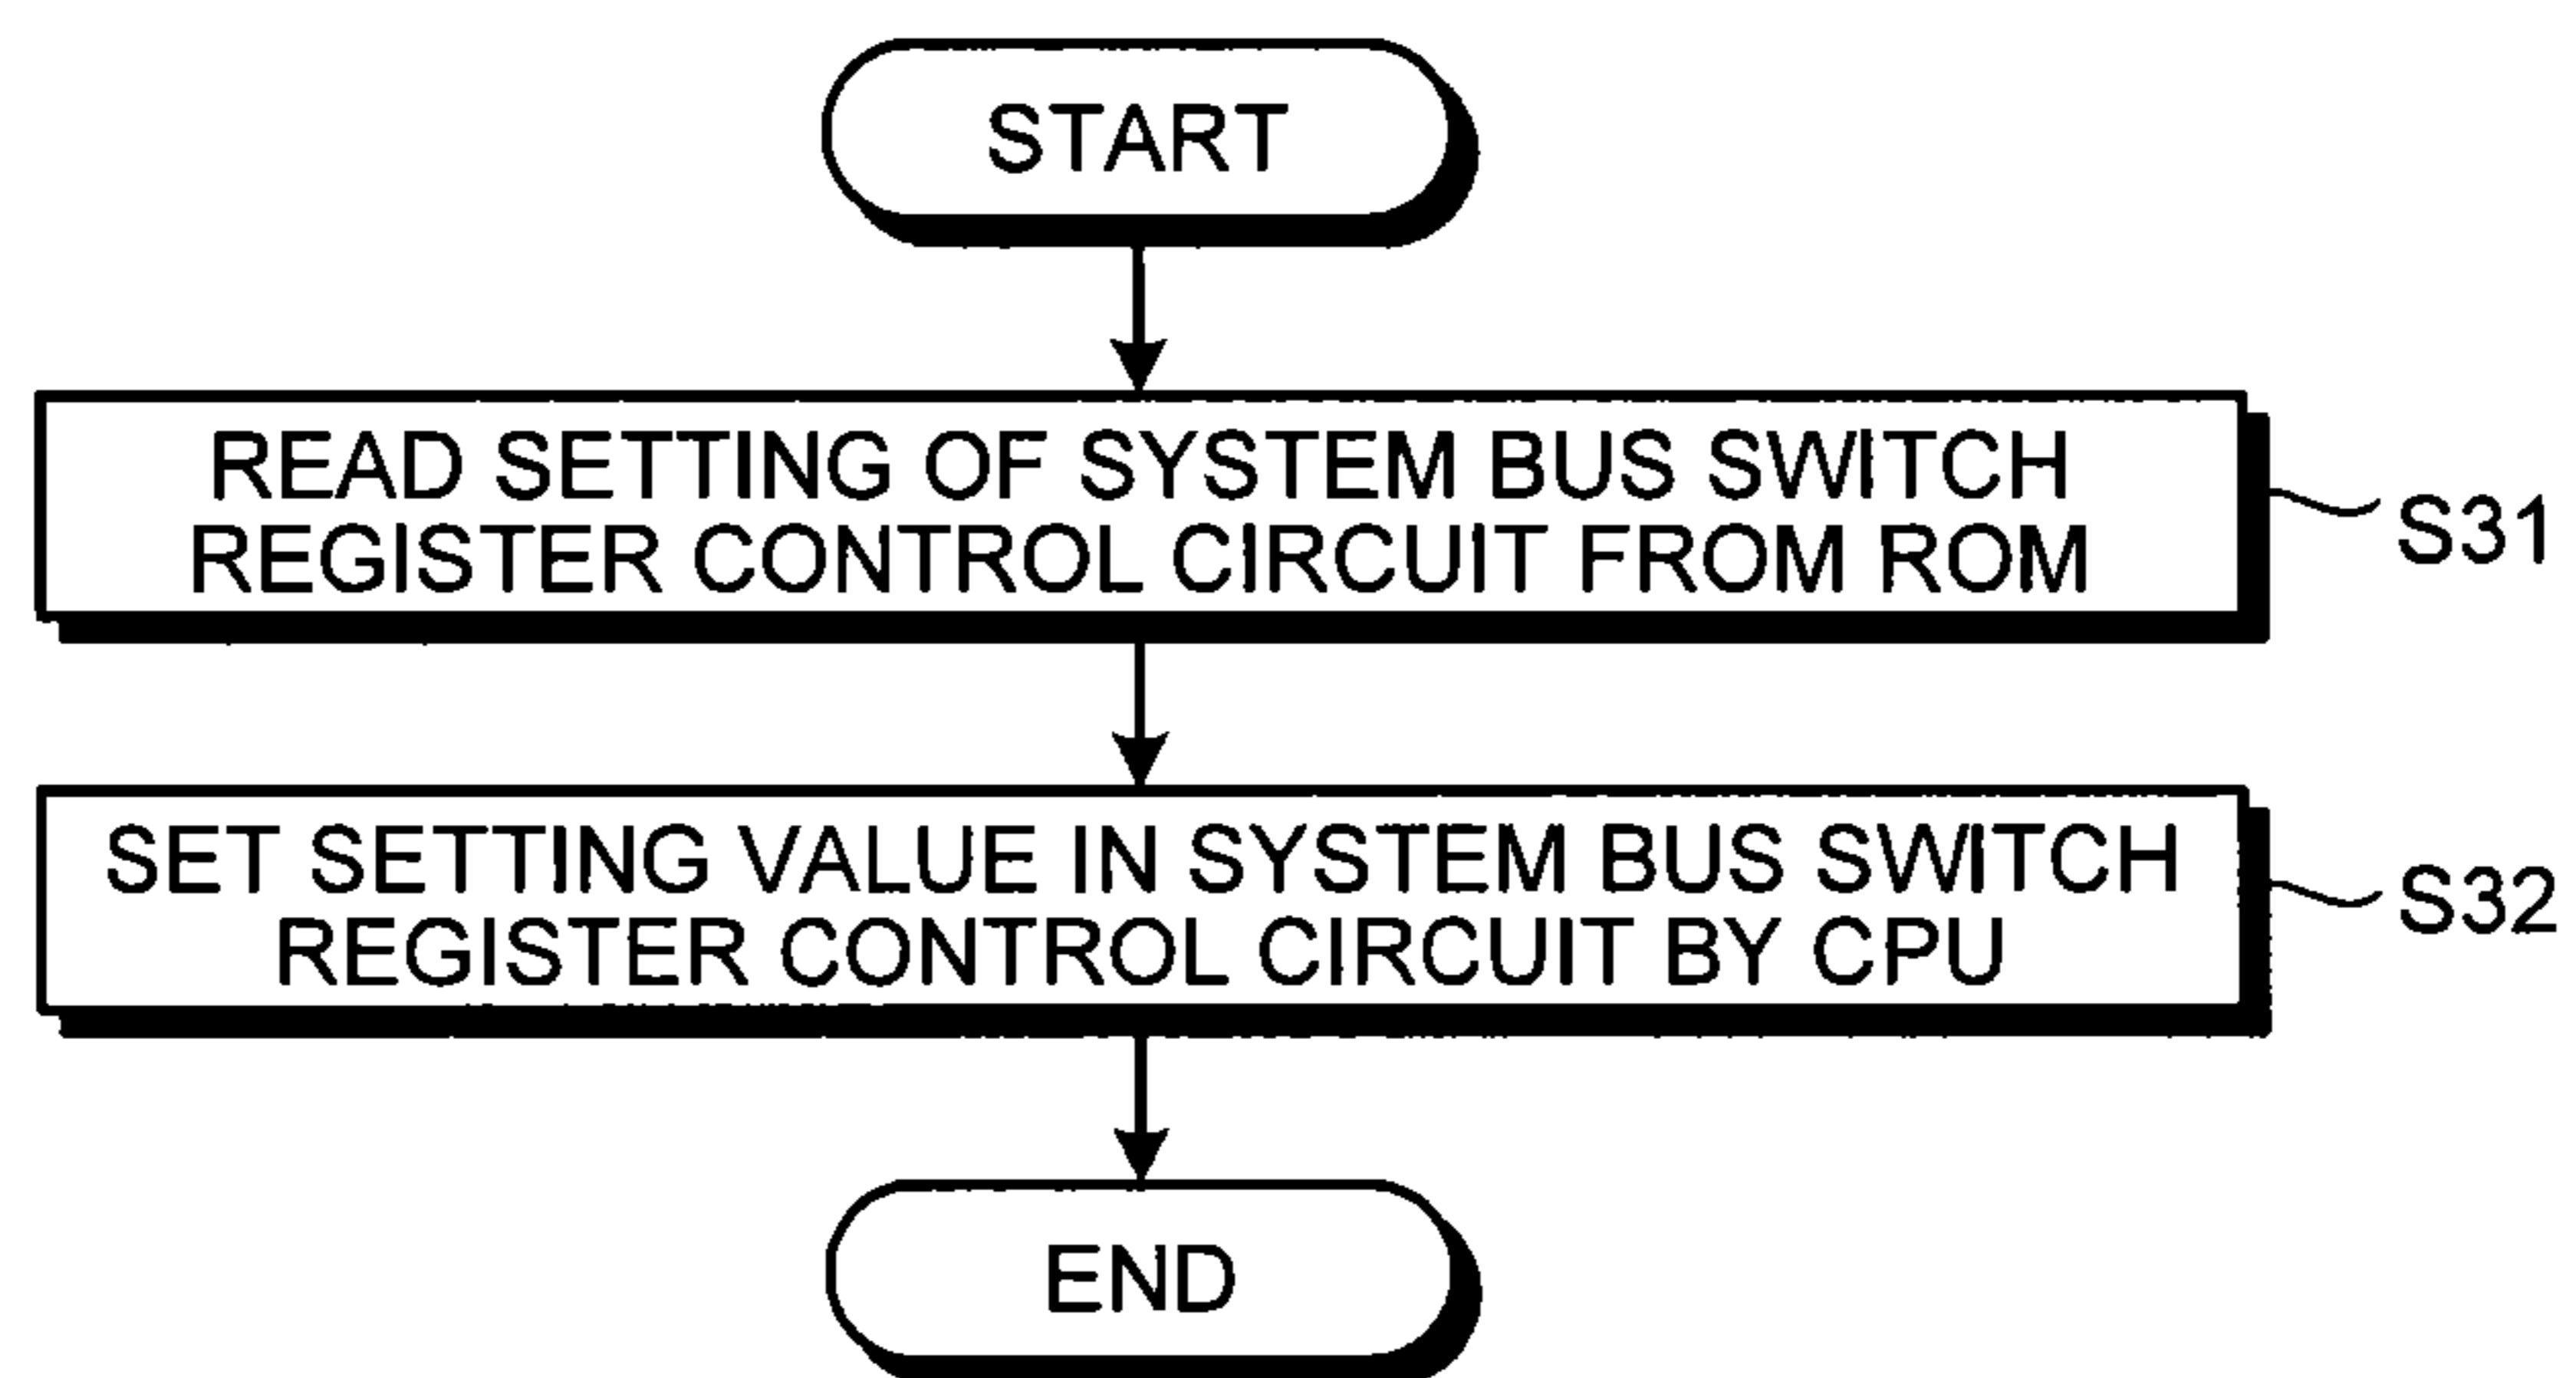 START
READ SETTING OF SYSTEM BUS SWITCH
REGISTER CONTROL CIRCUIT FROM ROM
S31
SET SETTING VALUE IN SYSTEM BUS SWITCH
REGISTER CONTROL CIRCUIT BY CPU
S32
END